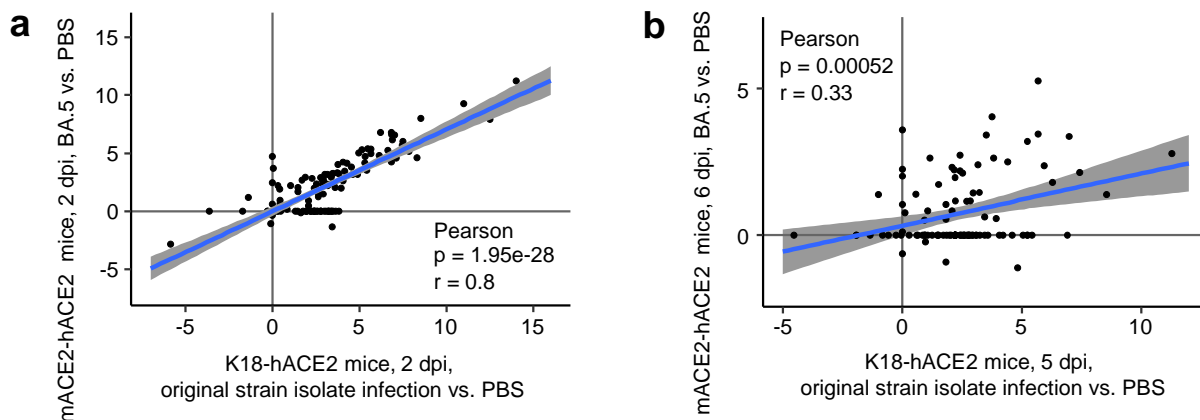 a
mACE2-hACE2 mice, 2 dpi, BA.5 vs. PBS
15
10
5
0
-5
Pearson
p = 1.95e-28
r = 0.8
-5 0 5 10 15
K18-hACE2 mice, 2 dpi,
original strain isolate infection vs. PBS
b
mACE2-hACE2 mice, 6 dpi, BA.5 vs. PBS
Pearson
p = 0.00052
r = 0.33
5
0
-5 0 5 10
K18-hACE2 mice, 5 dpi,
original strain isolate infection vs. PBS